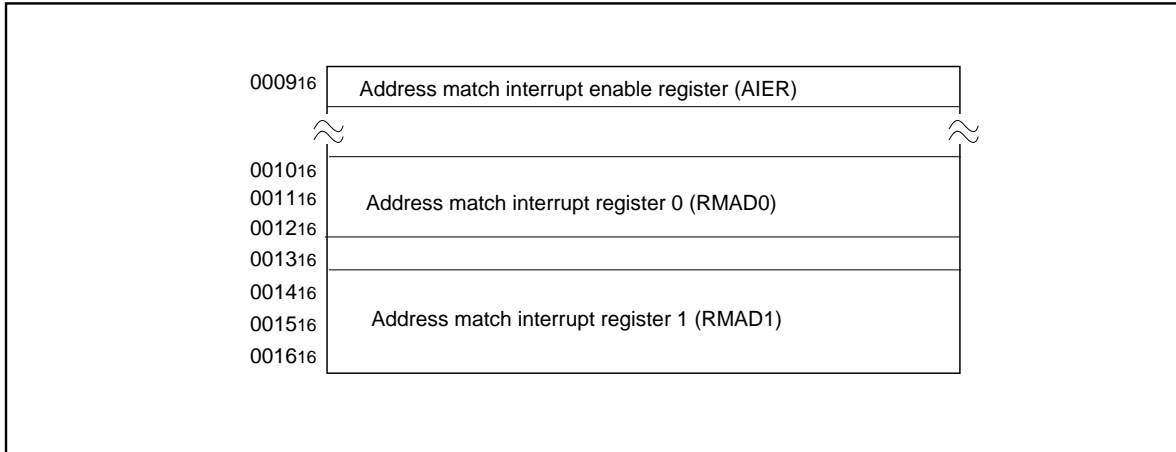 000916 Address match interrupt enable register (AIER)
001016
001116 Address match interrupt register 0 (RMAD0)
001216
001316
001416
001516 Address match interrupt register 1 (RMAD1)
001616